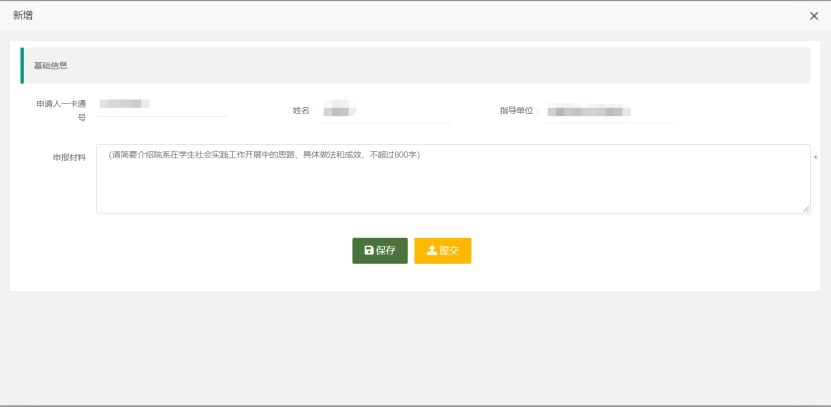 新增
基础信息
申请人一卡通号
姓名
指导单位
申报材料
（请简要介绍院系在学生社会实践工作开展中的思路、具体做法和成效，不超过800字）
*
保存
提交